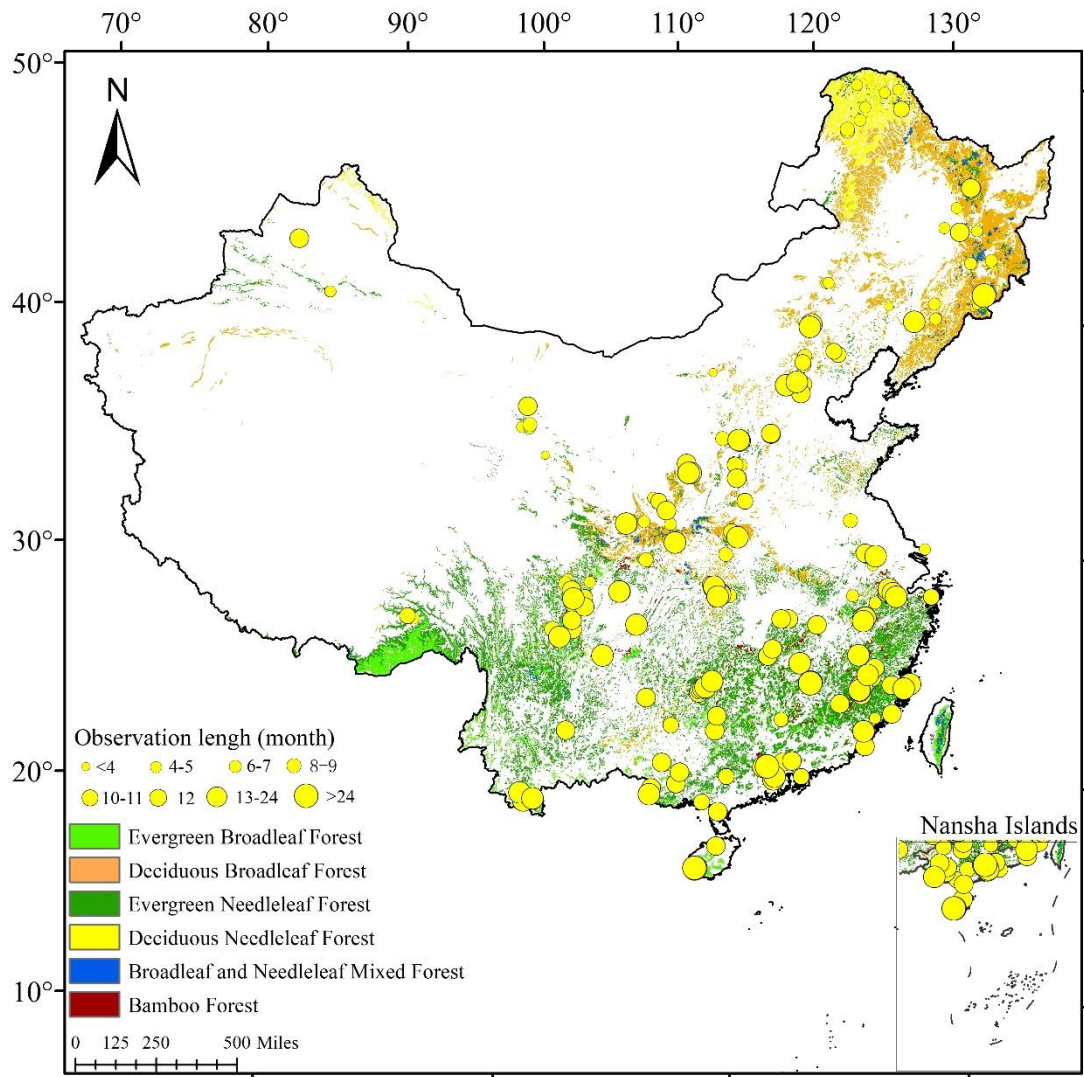 70° 80° 90° 100° 110° 120° 130°
50°
N
40°
30°
Observation lengh (month)
<4 4-5 6-7 8-9
20°
10-11 12 13-24 >24
Nansha Islands
Evergreen Broadleaf Forest
Deciduous Broadleaf Forest
Evergreen Needleleaf Forest
Deciduous Needleleaf Forest
Broadleaf and Needleleaf Mixed Forest
10°
Bamboo Forest
0 125 250 500 Miles